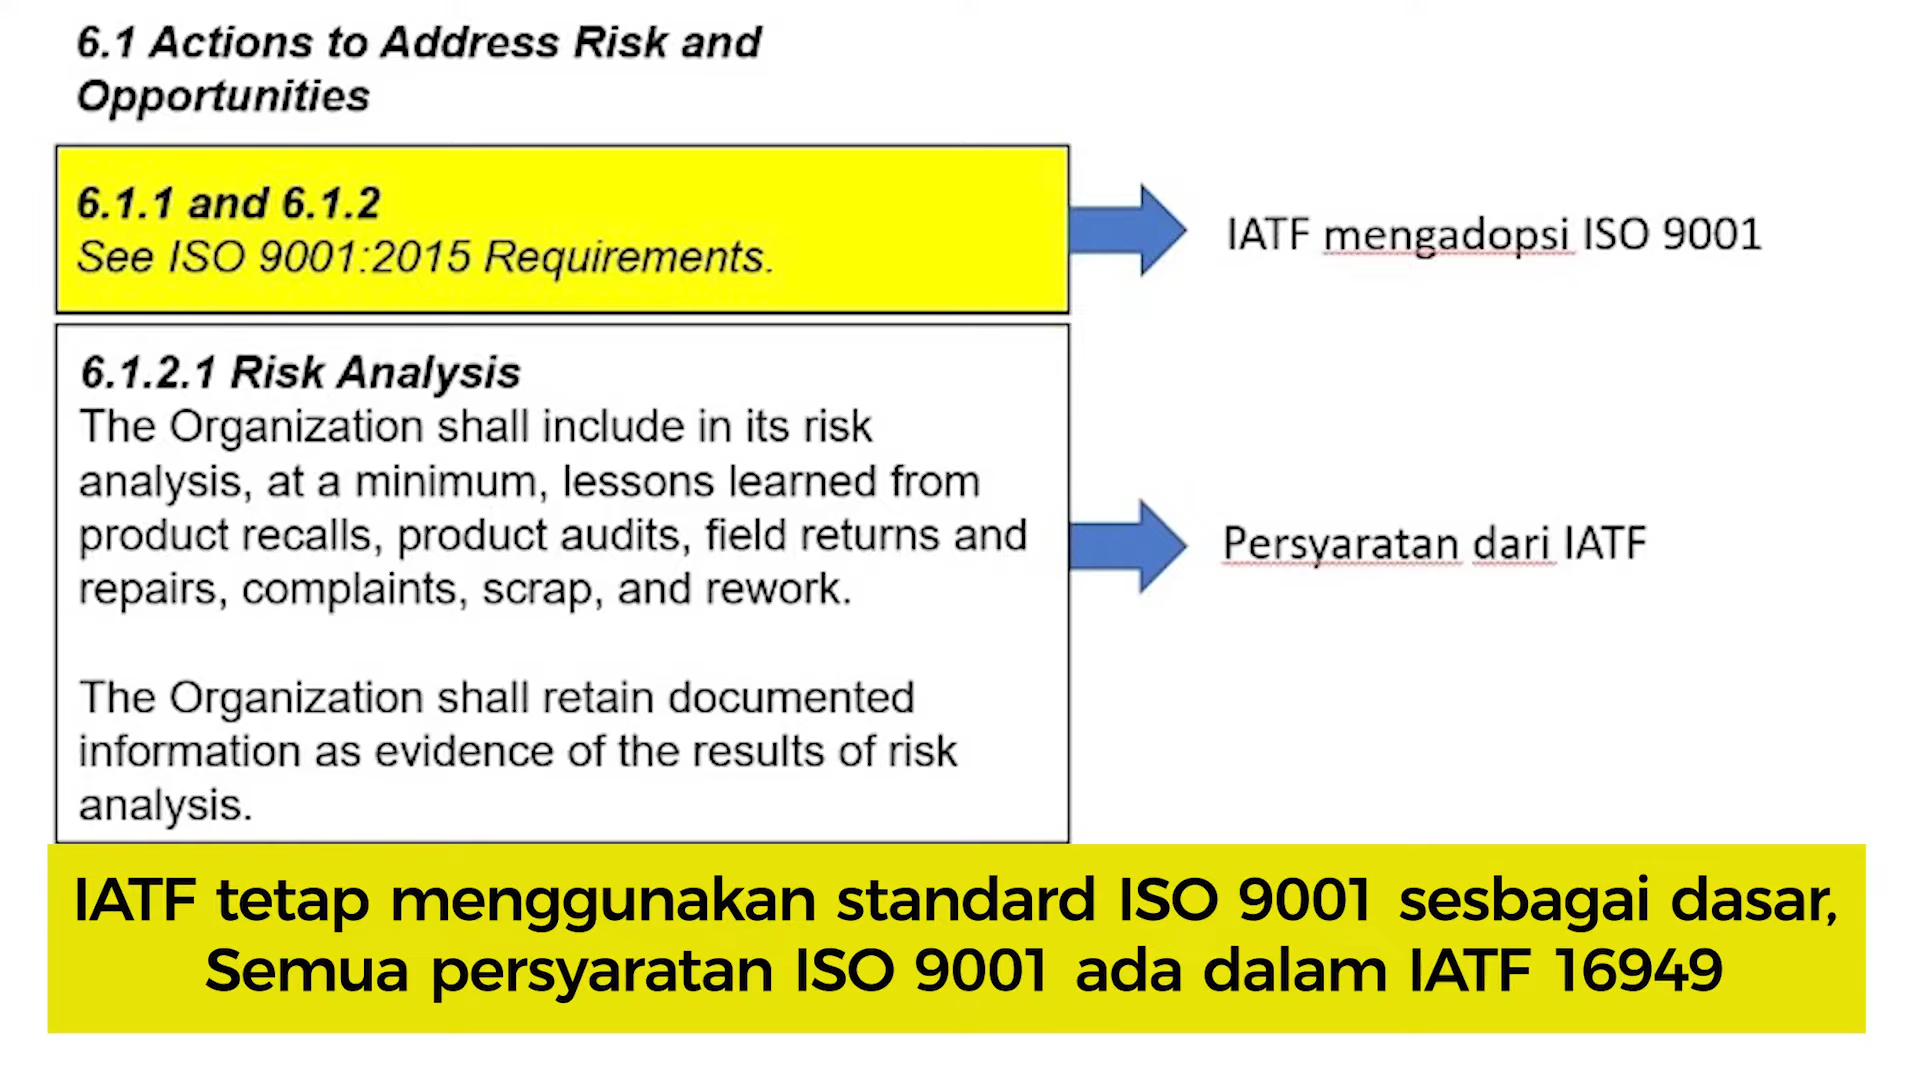 6.1 Actions to Address Risk and
Opportunities
6.1.1 and 6.1.2
See ISO 9001:2015 Requirements.
IATF mengadopsi ISO 9001
6.1.2.1 Risk Analysis
The Organization shall include in its risk
analysis, at a minimum, lessons learned from
product recalls, product audits, field returns and
repairs, complaints, scrap, and rework.
The Organization shall retain documented
information as evidence of the results of risk
analysis.
Persyaratan dari IATF
IATF tetap menggunakan standard ISO 9001 sesbagai dasar,
Semua persyaratan ISO 9001 ada dalam IATF 16949